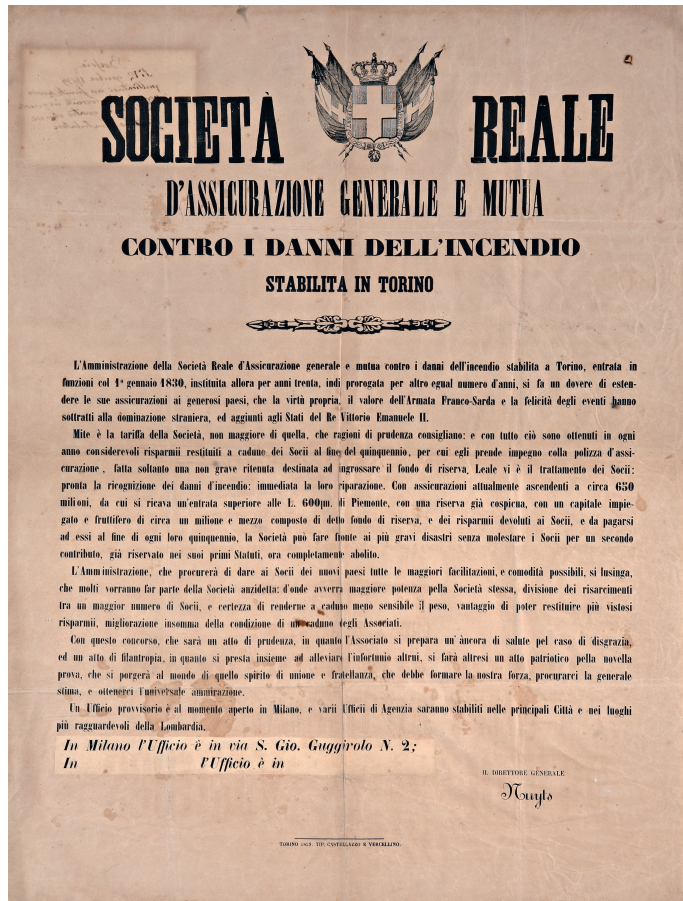 SOCIETÀ REALE
D'ASSICURAZIONE GENERALE E MUTUA
CONTRO I DANNI DELL'INCENDIO
STABILITA IN TORINO
L'Amministrazione della Società Reale d'Assicurazione generale e mutua contro i danni dell'incendio stabilita a Torino, entrata in
funzioni col 1º gennaio 1830, instituita allora per anni trenta, indi prorogata per altro egual numero d'anni, si fa un dovere di esten-
dere le sue assicurazioni ai generosi paesi, che la virtù propria, il valore dell'Armata Franco-Sarda e la felicità degli eventi hanno
sottratti alla dominazione straniera, ed aggiunti agli Stati del Re Vittorio Emanuele II.
Mite è la tariffa della Società, non maggiore di quella, che ragioni di prudenza consigliano: e con tutto ciò sono ottenuti in ogni
anno considerevoli risparmii restituiti a caduno dei Socii al fine del quinquennio, per cui egli prende impegno colla polizza d'assi-
curazione, fatta soltanto una non grave ritenuta destinata ad ingrossare il fondo di riserva. Leale vi è il trattamento dei Socii:
pronta la ricognizione dei danni d'incendio: immediata la loro riparazione. Con assicurazioni attualmente ascendenti a circa 650
milioni, da cui si ricava un'entrata superiore alle L. 600m. di Piemonte, con una riserva già cospicua, con un capitale impie-
gato e fruttifero di circa un milione e mezzo composto di detto fondo di riserva, e dei risparmii devoluti ai Socii, e da pagarsi
ad essi al fine di ogni loro quinquennio, la Società può fare fronte ai più gravi disastri senza molestare i Socii per un secondo
contributo, già riservato nei suoi primi Statuti, ora completamente abolito.
L'Amministrazione, che procurerà di dare ai Socii dei nuovi paesi tutte le maggiori facilitazioni, e comodità possibili, si lusinga,
che molti vorranno far parte della Società anzidetta: d'onde avverrà maggiore potenza pella Società stessa, divisione dei risarcimenti
tra un maggior numero di Socii, e certezza di renderne a caduno meno sensibile il peso, vantaggio di poter restituire più vistosi
risparmii, migliorazione insomma della condizione di un caduno degli Associati.
Con questo concorso, che sarà un atto di prudenza, in quanto l'Associato si prepara un'àncora di salute pel caso di disgrazia,
ed un atto di filantropia, in quanto si presta insieme ad alleviare l'infortunio altrui, si farà altresì un atto patriotico pella novella
prova, che si porgerà al mondo di quello spirito di unione e fratellanza, che debbe formare la nostra forza, procurarci la generale
stima, e ottenerci l'universale ammirazione.
Un Ufficio provvisorio è al momento aperto in Milano, e varii Ufficii di Agenzia saranno stabiliti nelle principali Città e nei luoghi
più ragguardevoli della Lombardia.
In Milano l'Ufficio è in via S. Gio. Guggirolo N. 2;
In l'Ufficio è in
IL DIRETTORE GENERALE
Nuyts
TORINO TIP. CASTELLAZZO E VERCELLINO.